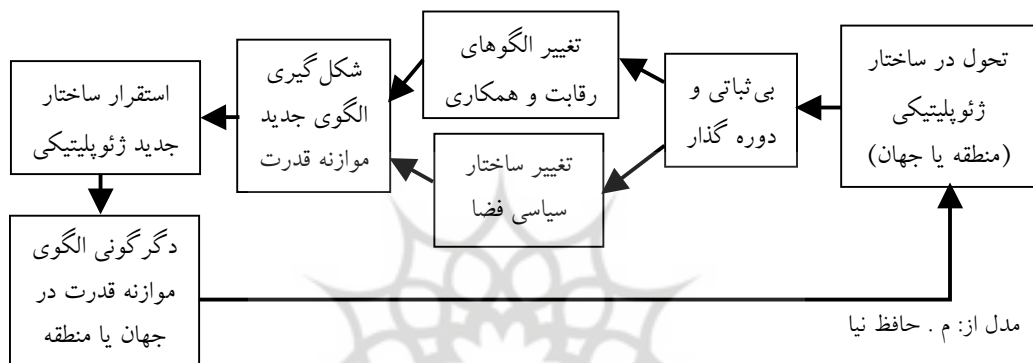 تحول در ساختار
ژئوپلیتیکی
(منطقه یا جهان)
بی‌ثباتی و
دوره گذار
تغییر الگوهای
رقابت و همکاری
تغییر ساختار
سیاسی فضا
شکل‌گیری
الگوی جدید
موازنه قدرت
استقرار ساختار
جدید ژئوپلیتیکی
دگرگونی الگوی
موازنه قدرت در
جهان یا منطقه
مدل از: م . حافظ نیا